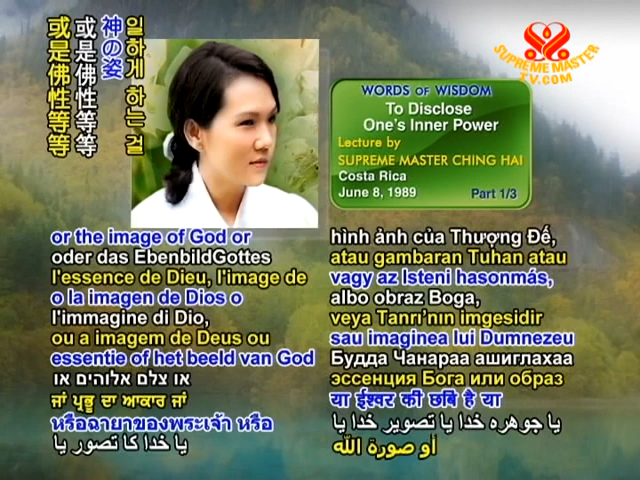 일하게 하는 걸
神の姿
或是佛性等等
或是佛性等等
SUPREME MASTER
TV.COM
WORDS OF WISDOM
To Disclose
One's Inner Power
Lecture by
SUPREME MASTER CHING HAI
Costa Rica
June 8, 1989
Part 1/3
or the image of God or
oder das EbenbildGottes
l'essence de Dieu, l'image de
o la imagen de Dios o
l'immagine di Dio,
ou a imagem de Deus ou
essentie of het beeld van God
או צלם אלוהים או
ਜਾਂ ਪ੍ਰਭੂ ਦਾ ਆਕਾਰ ਜਾਂ
หรือฉายาของพระเจ้า หรือ
یا خدا کا تصور یا
hình ảnh của Thượng Đế,
atau gambaran Tuhan atau
vagy az Isteni hasonmás,
albo obraz Boga,
veya Tanrı'nın imgesidir
sau imaginea lui Dumnezeu
Будда Чанараа ашиглахаа
эссенция Бога или образ
या ईश्वर की छबि है या
یا جوهره خدا یا تصویر خدا یا
أو صورة الله